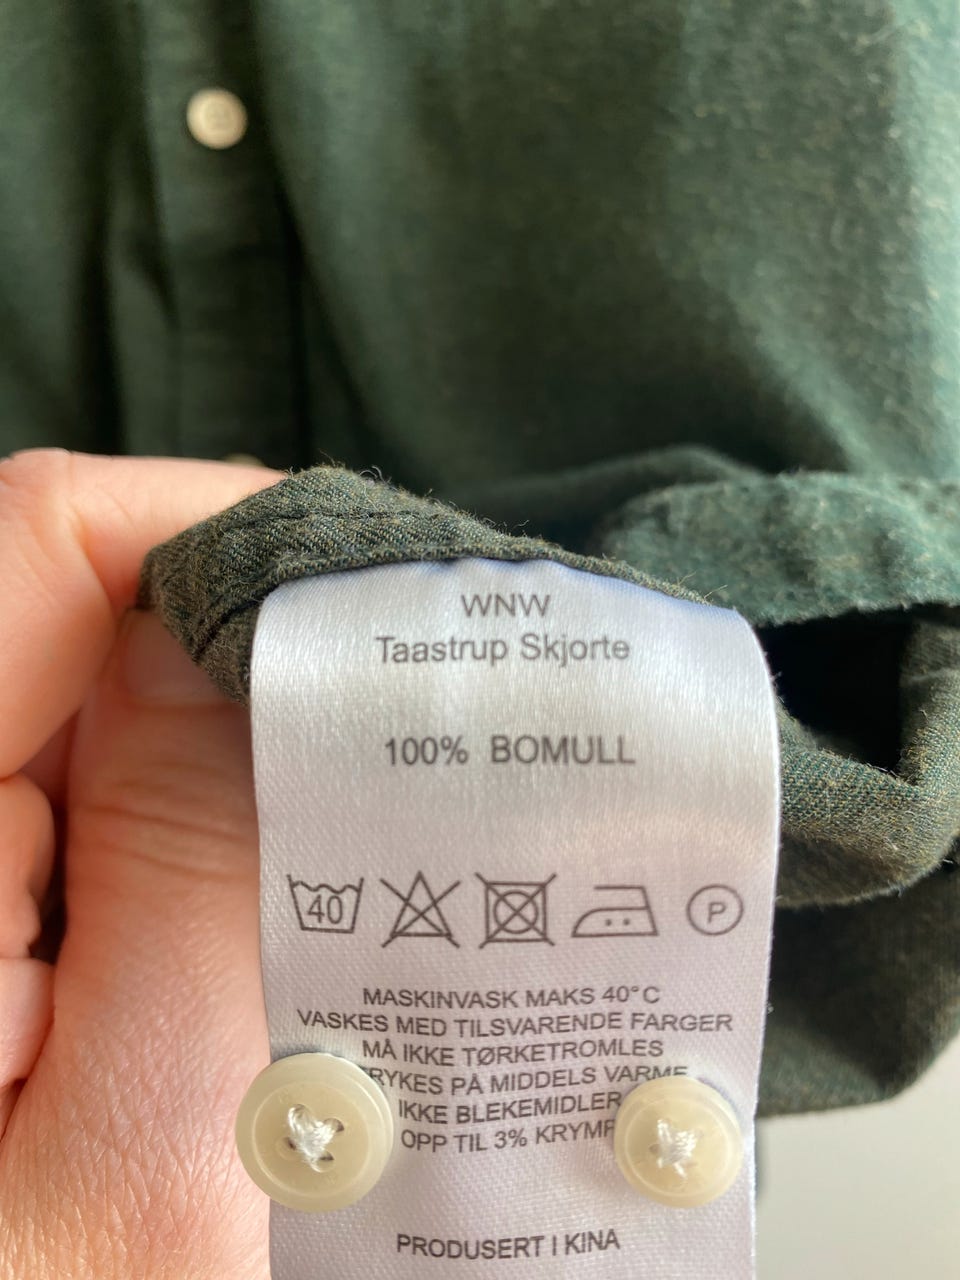 WNW
Taastrup Skjorte
100% BOMULL
40 P
MASKINVASK MAKS 40°C
VASKES MED TILSVARENDE FARGER
MÅ IKKE TØRKETROMLES
PÅ MIDDELS VARME
IKKE BLEKEMIDLER
OPP TIL 3%
PRODUSERT I KINA